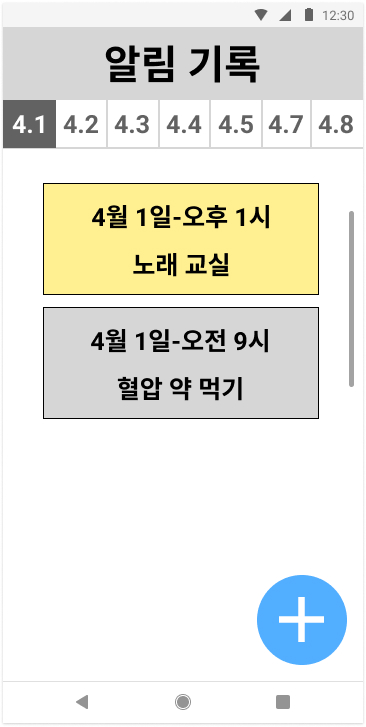 12:30
알림 기록
4.1 4.2 4.3 4.4 4.5 4.7 4.8
4월 1일-오후 1시
노래 교실
4월 1일-오전 9시
혈압 약 먹기